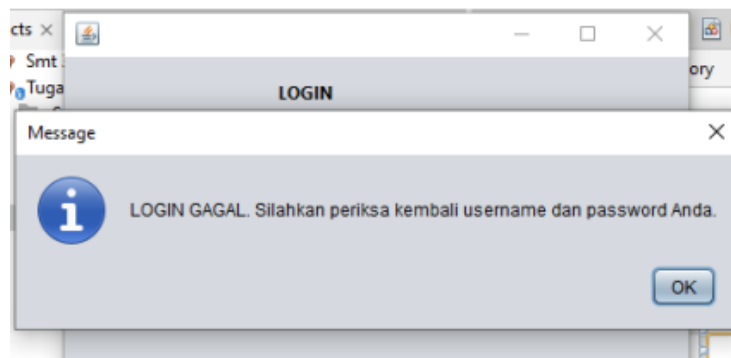 cts
Smt
ory
Tuga
LOGIN
Message
LOGIN GAGAL. Silahkan periksa kembali username dan password Anda.
OK